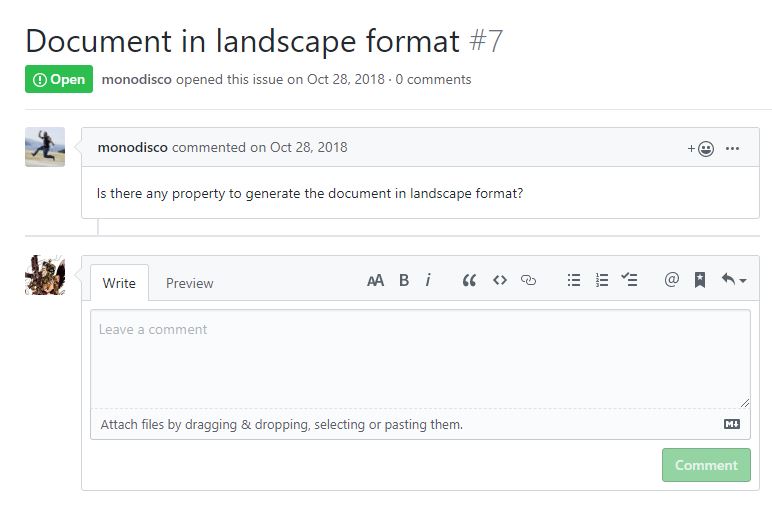 Document in landscape format #7
Open monodisco opened this issue on Oct 28, 2018 · 0 comments
monodisco commented on Oct 28, 2018
Is there any property to generate the document in landscape format?
Write Preview AA B i
Leave a comment
Attach files by dragging & dropping, selecting or pasting them.
Comment